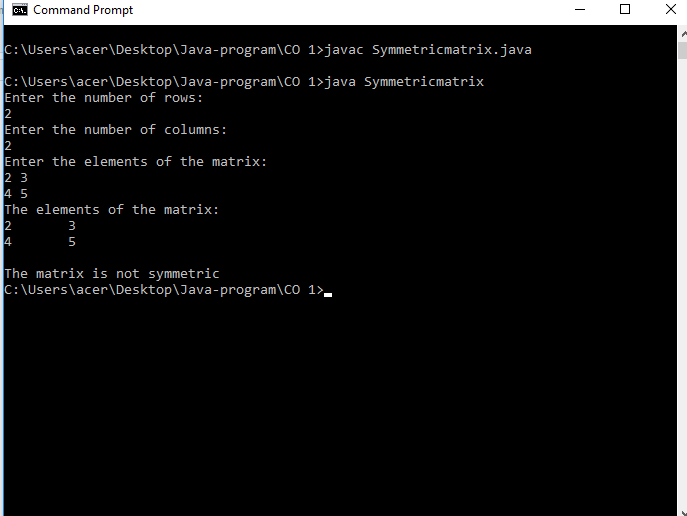 Command Prompt
C:\Users\acer\Desktop\Java-program\CO 1>javac Symmetricmatrix.java
C:\Users\acer\Desktop\Java-program\CO 1>java Symmetricmatrix
Enter the number of rows:
2
Enter the number of columns:
2
Enter the elements of the matrix:
2 3
4 5
The elements of the matrix:
2       3
4       5
The matrix is not symmetric
C:\Users\acer\Desktop\Java-program\CO 1>